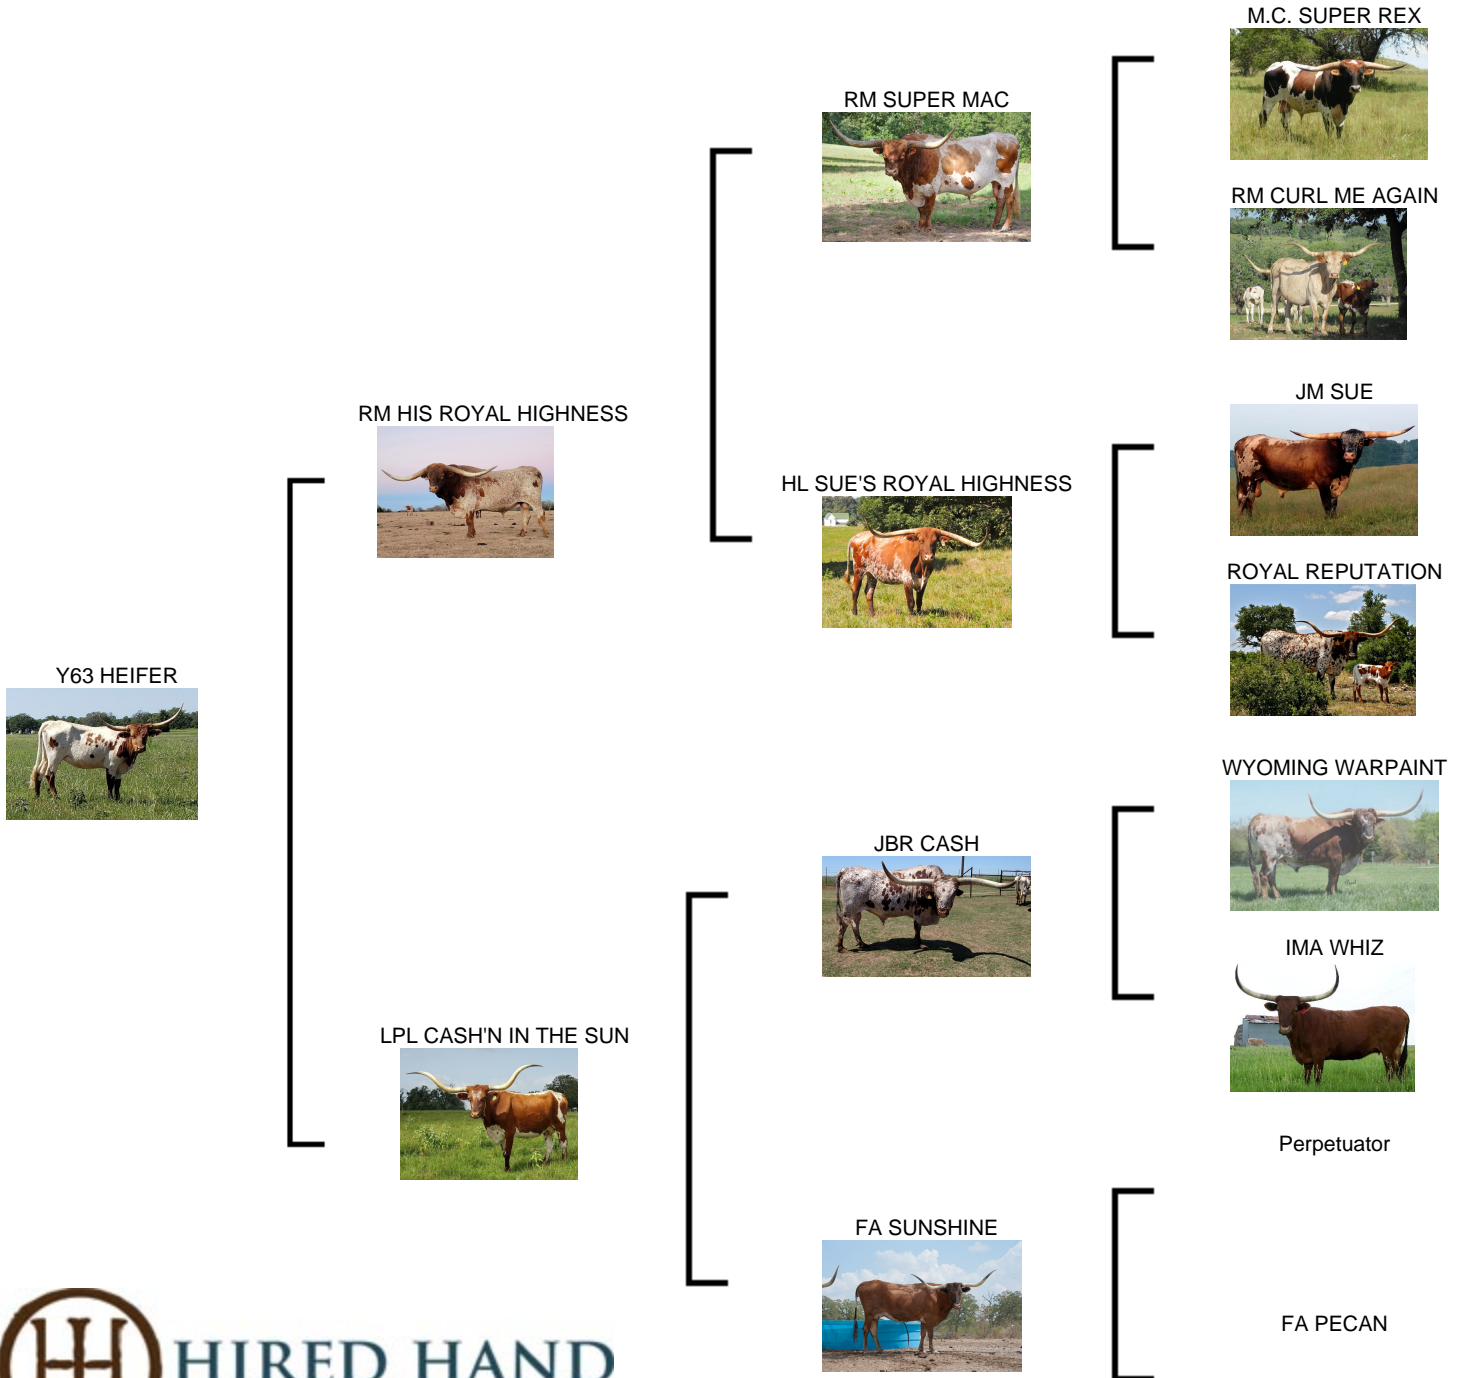 M.C. SUPER REX
RM SUPER MAC
RM CURL ME AGAIN
JM SUE
RM HIS ROYAL HIGHNESS
HL SUE'S ROYAL HIGHNESS
ROYAL REPUTATION
Y63 HEIFER
WYOMING WARPAINT
JBR CASH
IMA WHIZ
LPL CASH'N IN THE SUN
Perpetuator
FA SUNSHINE
FA PECAN
HIRED HAND